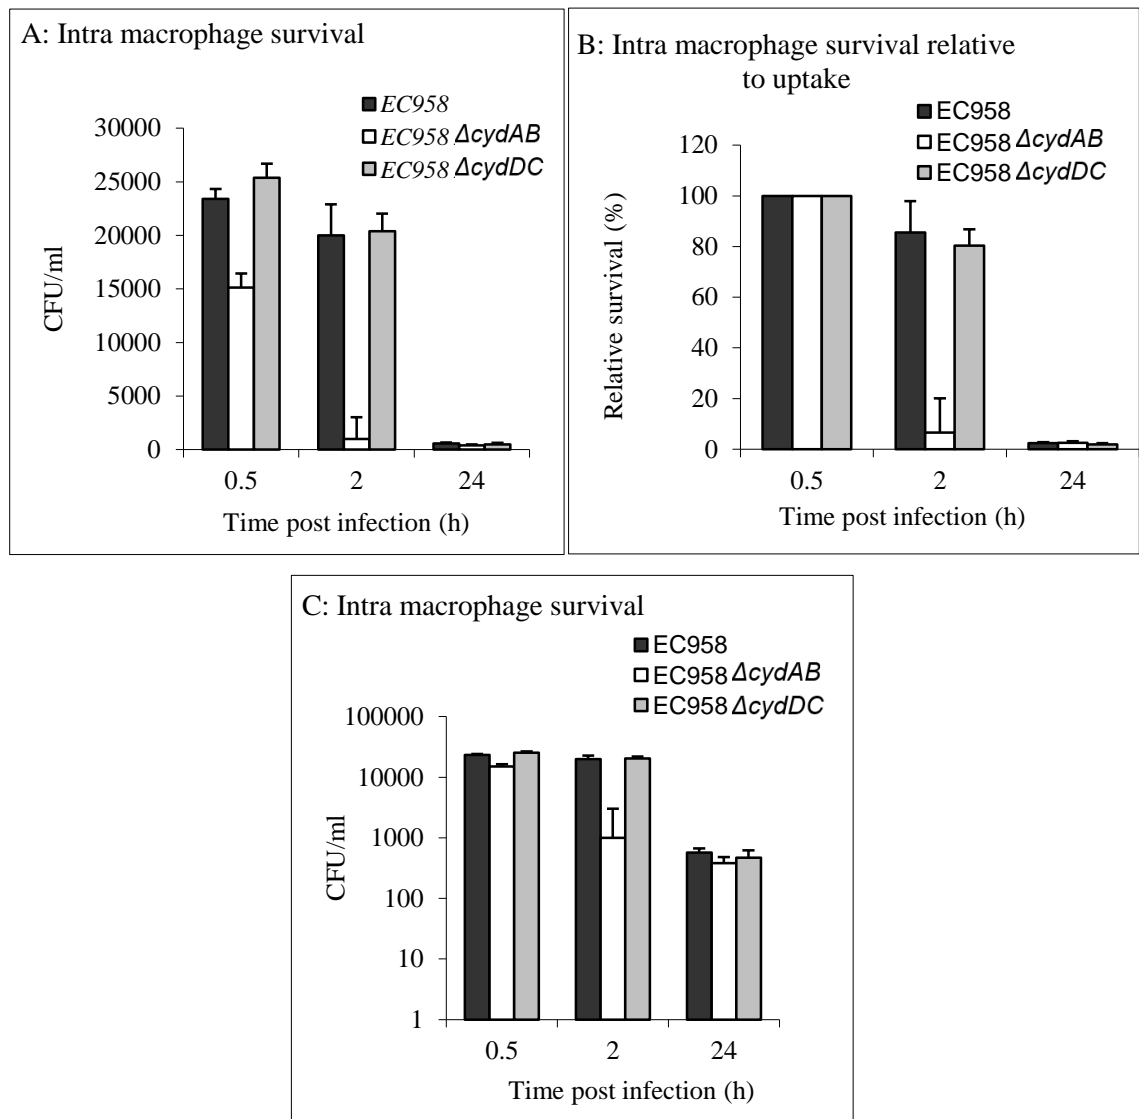 A: Intra macrophage survival
EC958
EC958 ΔcydAB
EC958 ΔcydDC
30000
25000
20000
15000
10000
5000
0
CFU/ml
0.5 2 24
Time post infection (h)
B: Intra macrophage survival relative
to uptake
EC958
EC958 ΔcydAB
EC958 ΔcydDC
120
100
80
60
40
20
0
Relative survival (%)
0.5 2 24
Time post infection (h)
C: Intra macrophage survival
EC958
EC958 ΔcydAB
EC958 ΔcydDC
100000
10000
1000
100
10
1
CFU/ml
0.5 2 24
Time post infection (h)